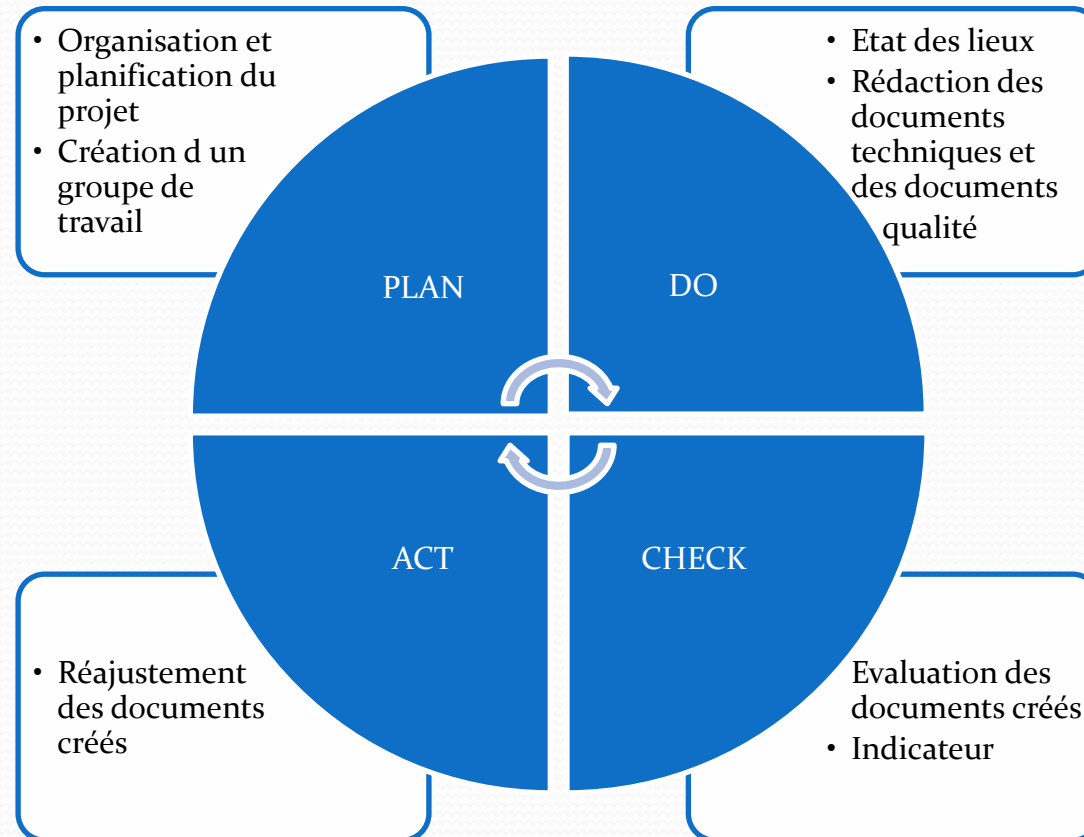 • Organisation et
planification du
projet
• Création d un
groupe de
travail
• Etat des lieux
• Rédaction des
documents
techniques et
des documents
qualité
PLAN
DO
ACT
CHECK
• Réajustement
des documents
créés
Evaluation des
documents créés
• Indicateur